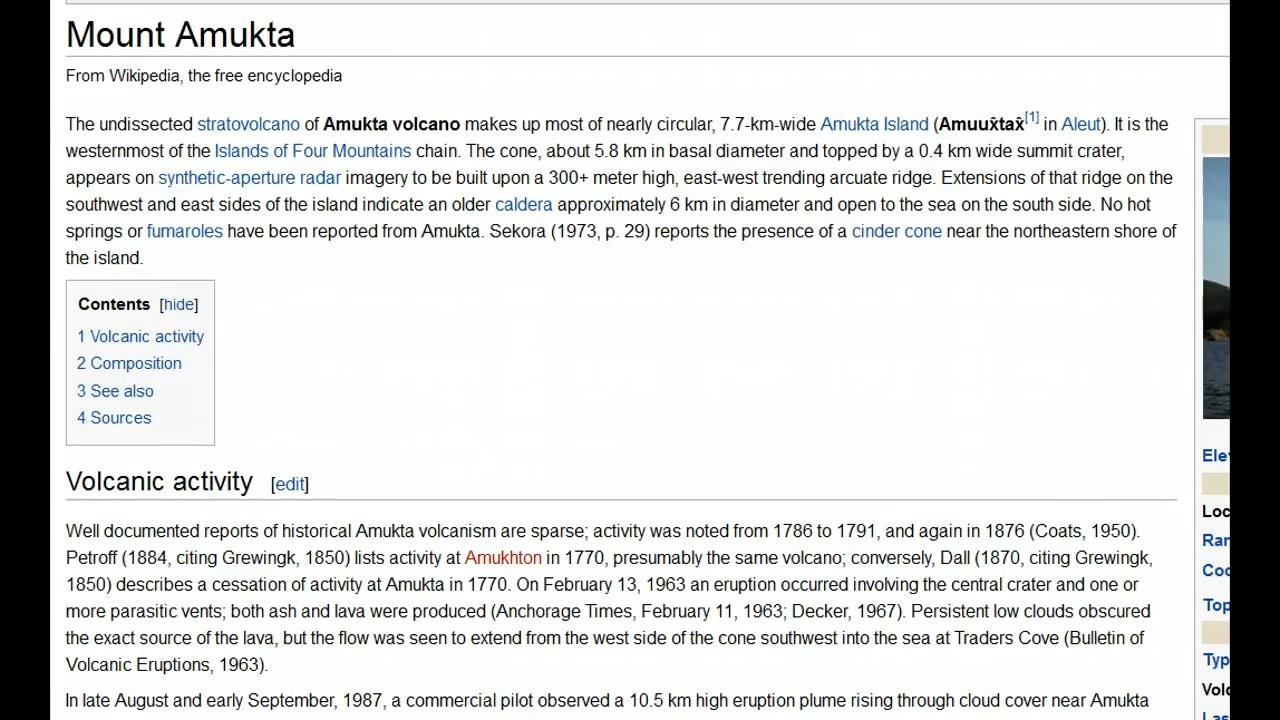 Mount Amukta
From Wikipedia, the free encyclopedia
The undissected stratovolcano of Amukta volcano makes up most of nearly circular, 7.7-km-wide Amukta Island (Amuux̂tax̂[1] in Aleut). It is the
westernmost of the Islands of Four Mountains chain. The cone, about 5.8 km in basal diameter and topped by a 0.4 km wide summit crater,
appears on synthetic-aperture radar imagery to be built upon a 300+ meter high, east-west trending arcuate ridge. Extensions of that ridge on the
southwest and east sides of the island indicate an older caldera approximately 6 km in diameter and open to the sea on the south side. No hot
springs or fumaroles have been reported from Amukta. Sekora (1973, p. 29) reports the presence of a cinder cone near the northeastern shore of
the island.
Contents [hide]
1 Volcanic activity
2 Composition
3 See also
4 Sources
Volcanic activity [edit]
Well documented reports of historical Amukta volcanism are sparse; activity was noted from 1786 to 1791, and again in 1876 (Coats, 1950).
Petroff (1884, citing Grewingk, 1850) lists activity at Amukhton in 1770, presumably the same volcano; conversely, Dall (1870, citing Grewingk,
1850) describes a cessation of activity at Amukta in 1770. On February 13, 1963 an eruption occurred involving the central crater and one or
more parasitic vents; both ash and lava were produced (Anchorage Times, February 11, 1963; Decker, 1967). Persistent low clouds obscured
the exact source of the lava, but the flow was seen to extend from the west side of the cone southwest into the sea at Traders Cove (Bulletin of
Volcanic Eruptions, 1963).
In late August and early September, 1987, a commercial pilot observed a 10.5 km high eruption plume rising through cloud cover near Amukta